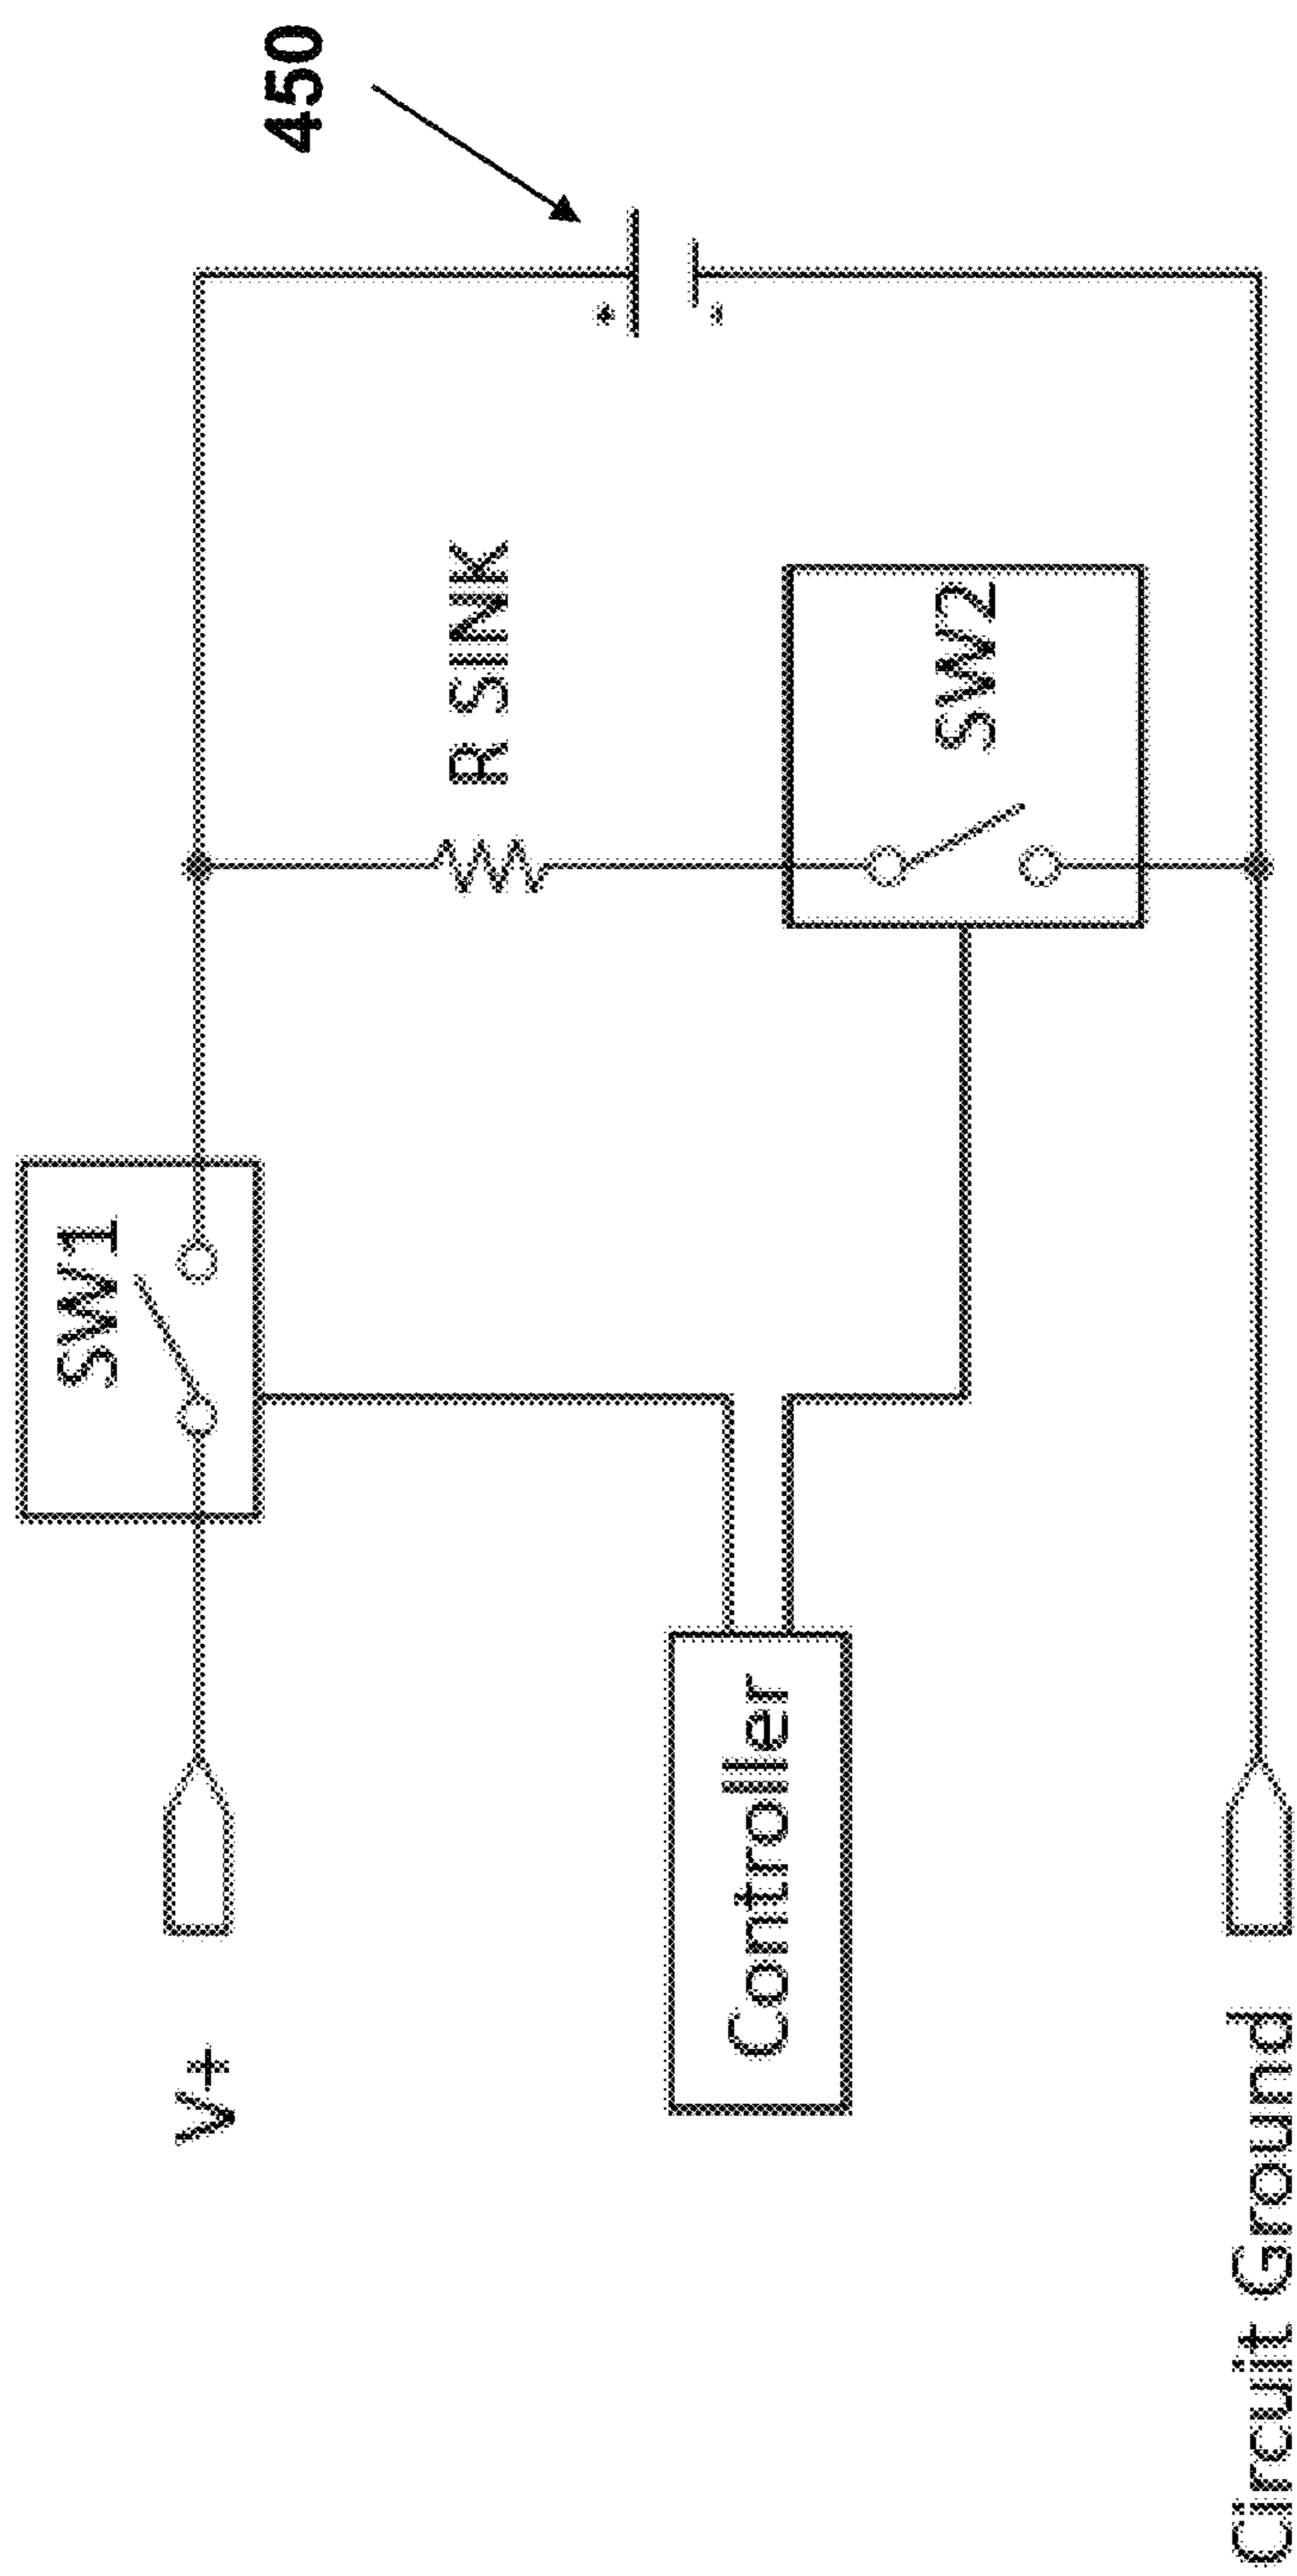 450
R SINK
SW2
SW1
Controller
V+
Circuit Ground